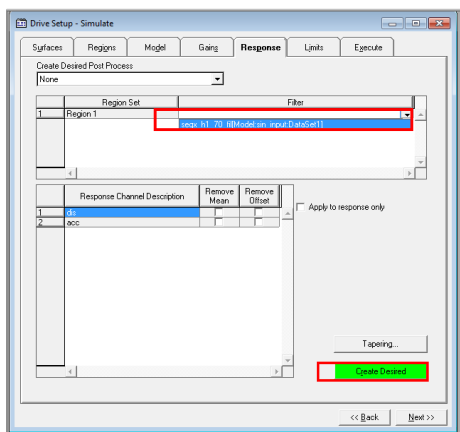 Drive Setup - Simulate
Surfaces Regions Model Gains Response Limits Execute
Create Desired Post Process
None
Region Set Filter
1 Region 1
segx_h1_70_fil[Model:sin_input:DataSet1]
Response Channel Description Remove Mean Remove Offset
1 dis
2 acc
Apply to response only
Tapering...
Create Desired
<< Back Next >>